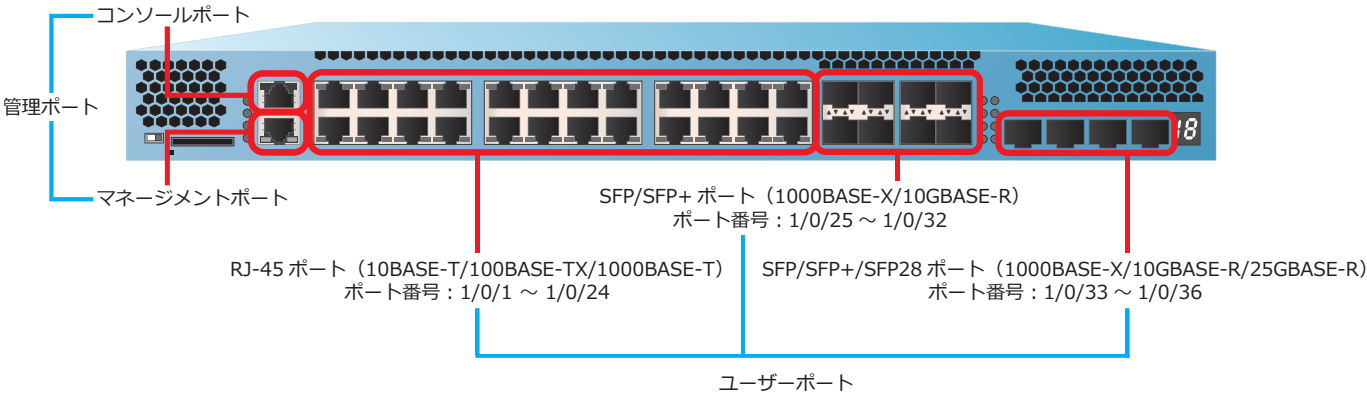 コンソールポート
管理ポート
マネージメントポート
18
SFP/SFP+ ポート（1000BASE-X/10GBASE-R）
ポート番号：1/0/25 ～ 1/0/32
RJ-45 ポート（10BASE-T/100BASE-TX/1000BASE-T）
ポート番号：1/0/1 ～ 1/0/24
SFP/SFP+/SFP28 ポート（1000BASE-X/10GBASE-R/25GBASE-R）
ポート番号：1/0/33 ～ 1/0/36
ユーザーポート